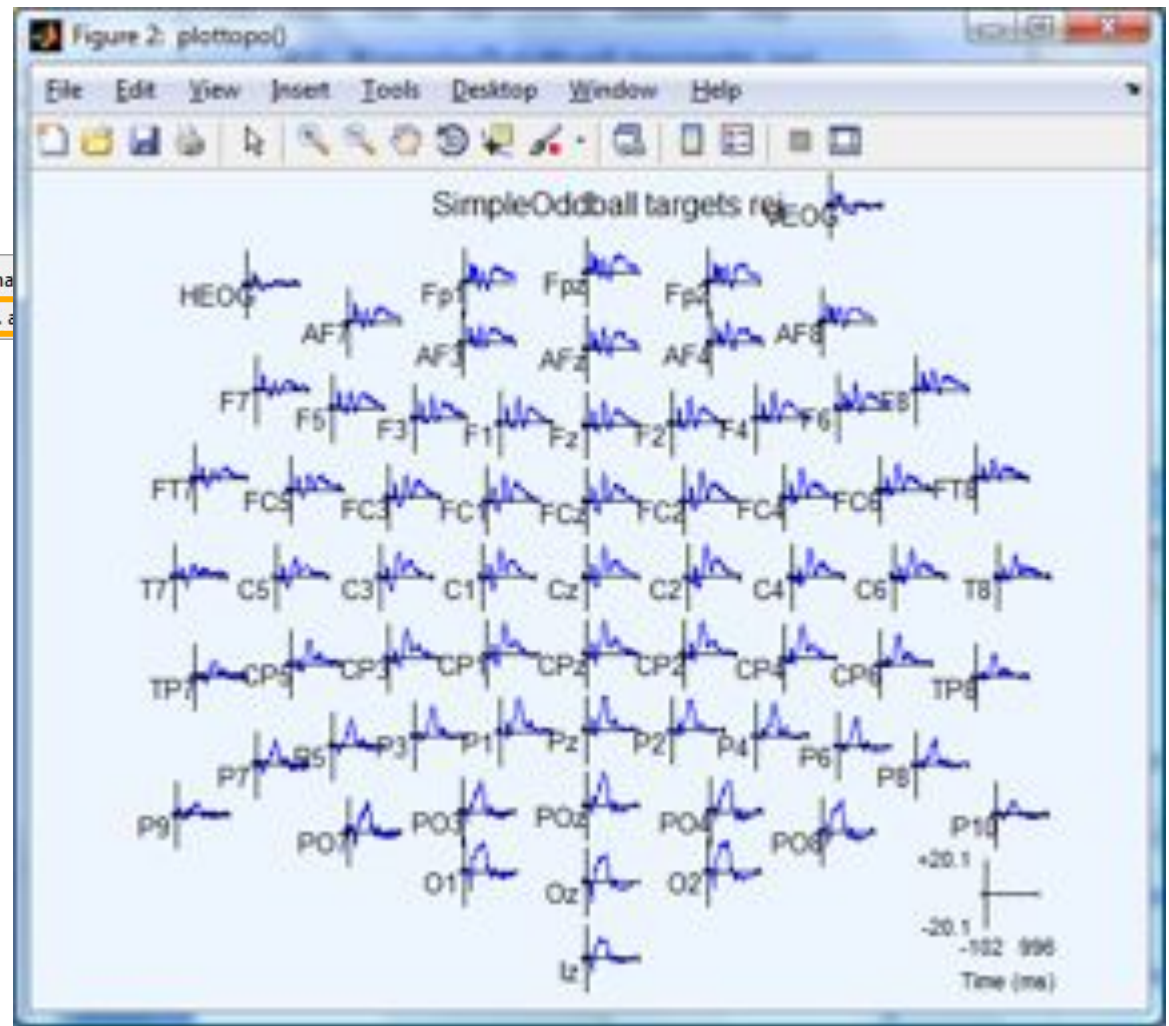 Figure 2: plottopo()
File Edit View Insert Tools Desktop Window Help
SimpleOddball targets rej
VEOG
HEOG
Fp1 Fpz Fp2
AF7 AF3 AFz AF4 AF8
F7 F5 F3 F1 Fz F2 F4 F6 F8
FT7 FC5 FC3 FC1 FCz FC2 FC4 FC6 FT8
T7 C5 C3 C1 Cz C2 C4 C6 T8
TP7 CP5 CP3 CP1 CPz CP2 CP4 CP6 TP8
P7 P5 P3 P1 Pz P2 P4 P6 P8
P9 PO7 PO3 POz PO4 PO8 P10
O1 Oz O2
Iz
+20.1
-20.1
-102 996
Time (ms)